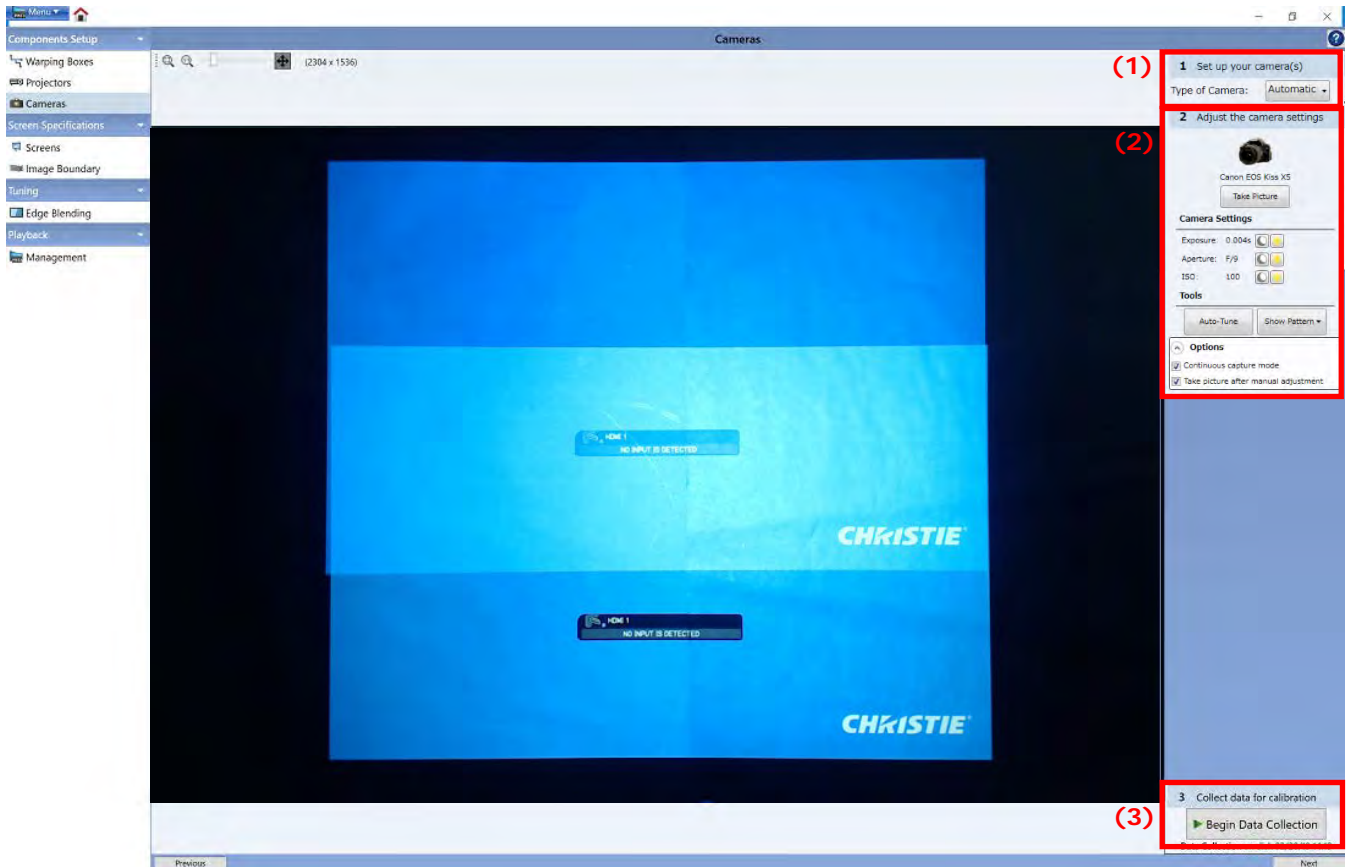 Menu
Components Setup
Cameras
Warping Boxes
(2304 x 1536)
Projectors
Cameras
Screen Specifications
Screens
Image Boundary
Tuning
Edge Blending
Playback
Management
(1)
1 Set up your camera(s)
Type of Camera: Automatic
(2)
2 Adjust the camera settings
Canon EOS Kiss X5
Take Picture
Camera Settings
Exposure: 0.004s
Aperture: F/9
ISO: 100
Tools
Auto-Tune Show Pattern
Options
Continuous capture mode
Take picture after manual adjustment
HDMI 1
NO INPUT IS DETECTED
CHRISTIE
HDMI 1
NO INPUT IS DETECTED
CHRISTIE
(3)
3 Collect data for calibration
Begin Data Collection
Previous
Next